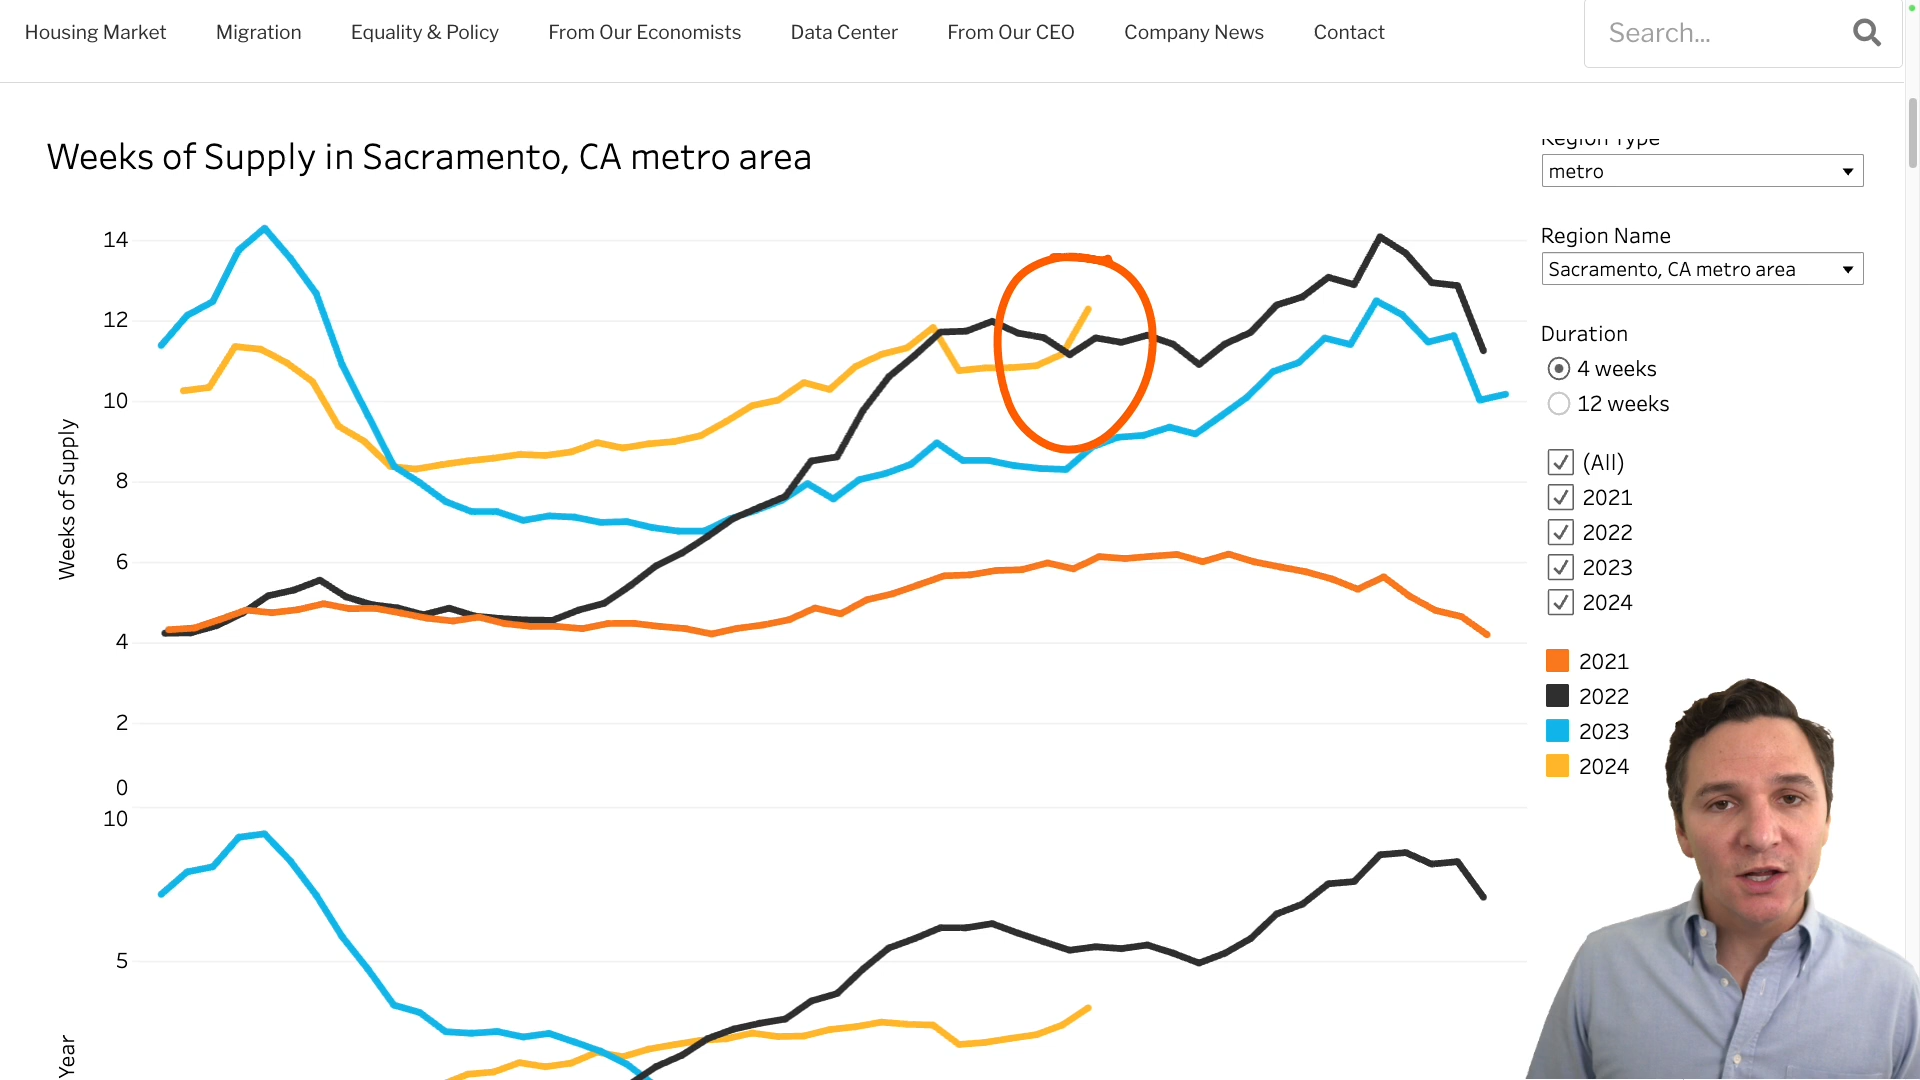 Housing Market Migration Equality & Policy From Our Economists Data Center From Our CEO Company News Contact Search...
Weeks of Supply in Sacramento, CA metro area
Region Type
metro
Region Name
Sacramento, CA metro area
Duration
4 weeks
12 weeks
(All)
2021
2022
2023
2024
2021
2022
2023
2024
Weeks of Supply
14
12
10
8
6
4
2
0
10
5
Year